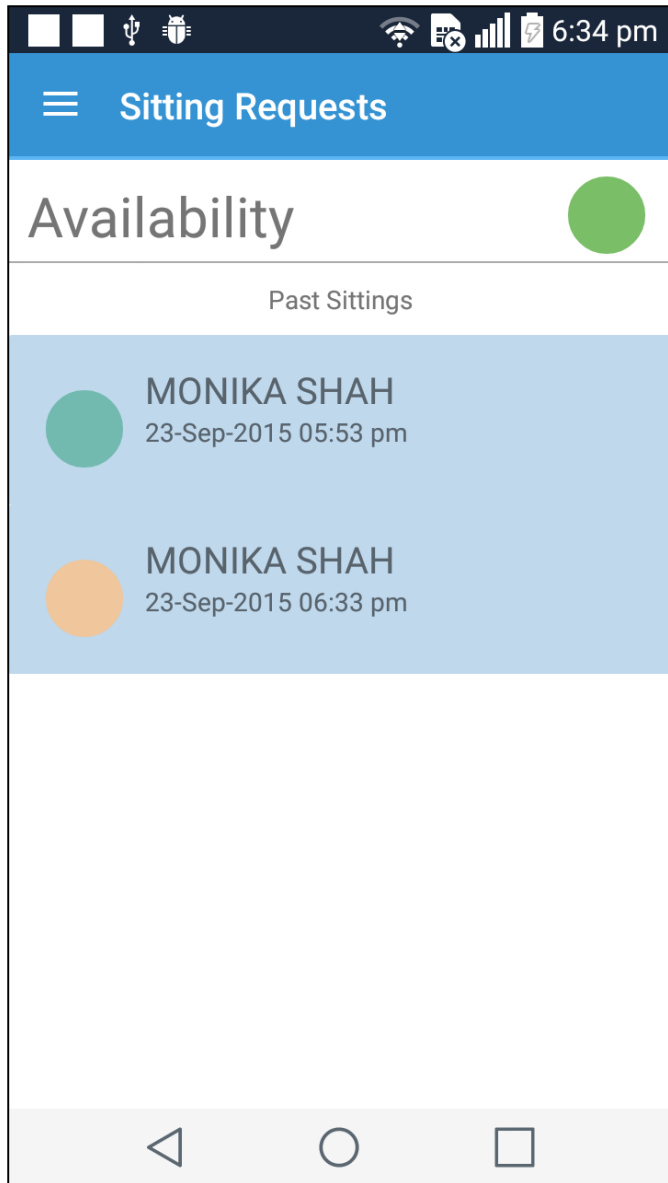 6:34 pm
Sitting Requests
Availability
Past Sittings
MONIKA SHAH
23-Sep-2015 05:53 pm
MONIKA SHAH
23-Sep-2015 06:33 pm